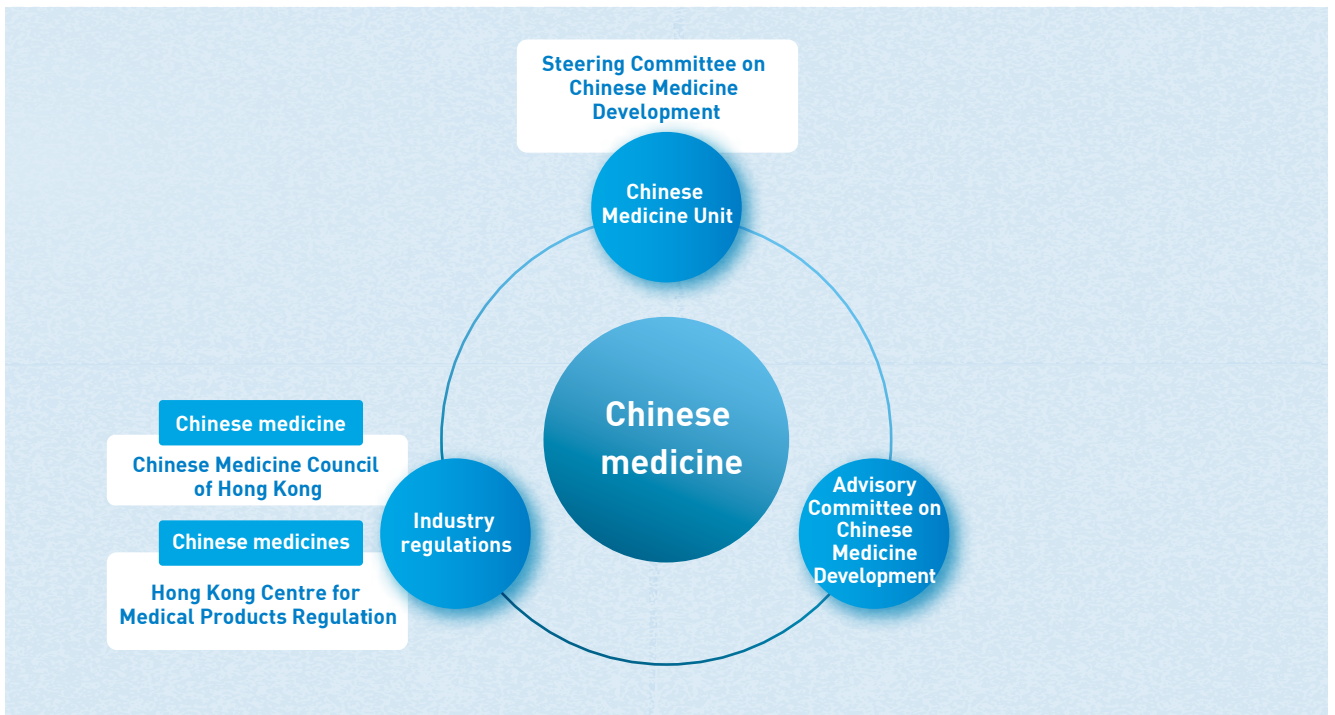 Steering Committee on
Chinese Medicine
Development
Chinese
Medicine Unit
Chinese
medicine
Chinese medicine
Chinese Medicine Council
of Hong Kong
Chinese medicines
Hong Kong Centre for
Medical Products Regulation
Industry
regulations
Advisory
Committee on
Chinese
Medicine
Development